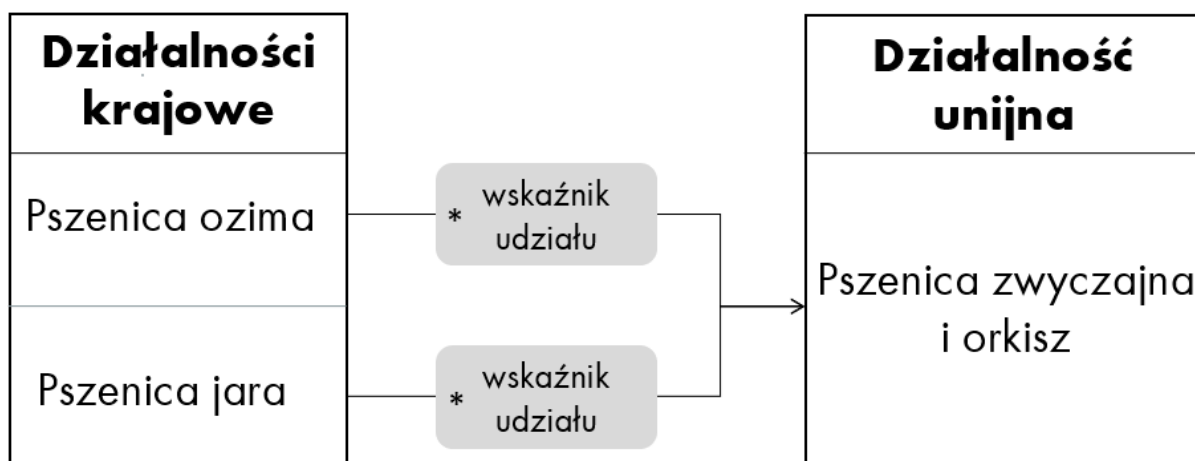 Działalności
krajowe
Działalność
unijna
Pszenica ozima
* wskaźnik
udziału
Pszenica zwyczajna
i orkisz
Pszenica jara
* wskaźnik
udziału